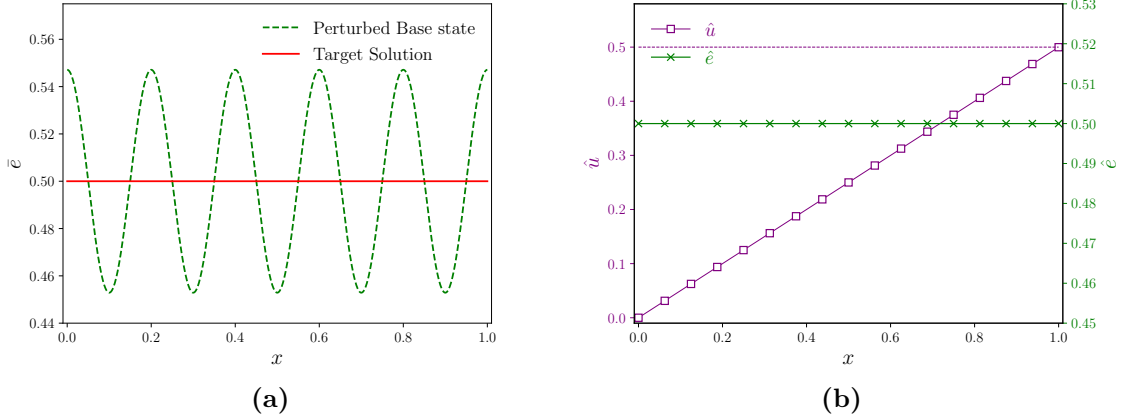 Perturbed Base state
Target Solution
0.56
0.54
0.52
0.50
0.48
0.46
0.44
ē
0.0 0.2 0.4 0.6 0.8 1.0
x
(a)
û
ê
0.5
0.4
0.3
0.2
0.1
0.0
û
0.53
0.52
0.51
0.50
0.49
0.48
0.47
0.46
0.45
ê
0.0 0.2 0.4 0.6 0.8 1.0
x
(b)